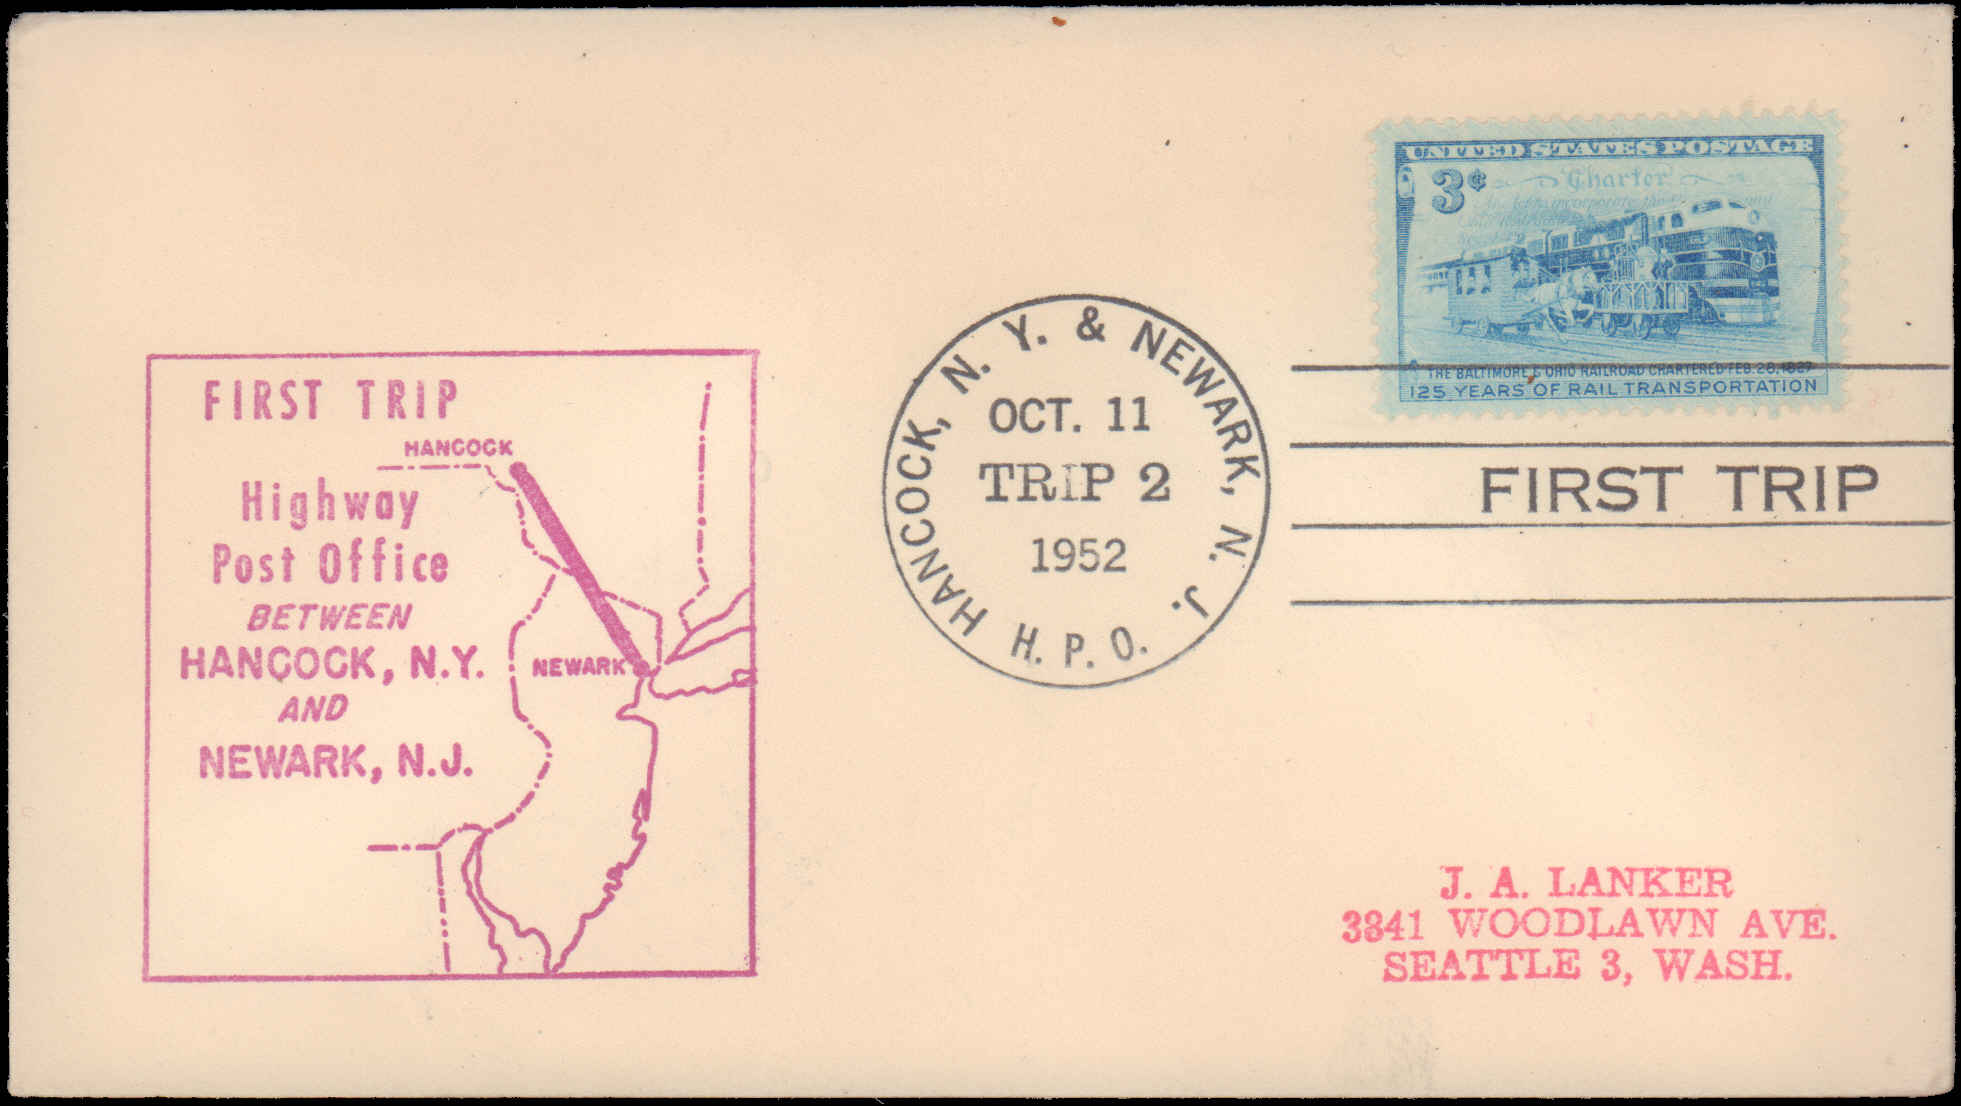 UNITED STATES POSTAGE
3¢
Charter
THE BALTIMORE & OHIO RAILROAD CHARTERED FEB. 28, 1827
125 YEARS OF RAIL TRANSPORTATION
HANCOCK, N. Y. & NEWARK, N. J.
OCT. 11
TRIP 2
1952
H. P. O.
FIRST TRIP
FIRST TRIP
HANCOCK
Highway
Post Office
BETWEEN
HANCOCK, N.Y.
NEWARK
AND
NEWARK, N.J.
J. A. LANKER
3841 WOODLAWN AVE.
SEATTLE 3, WASH.